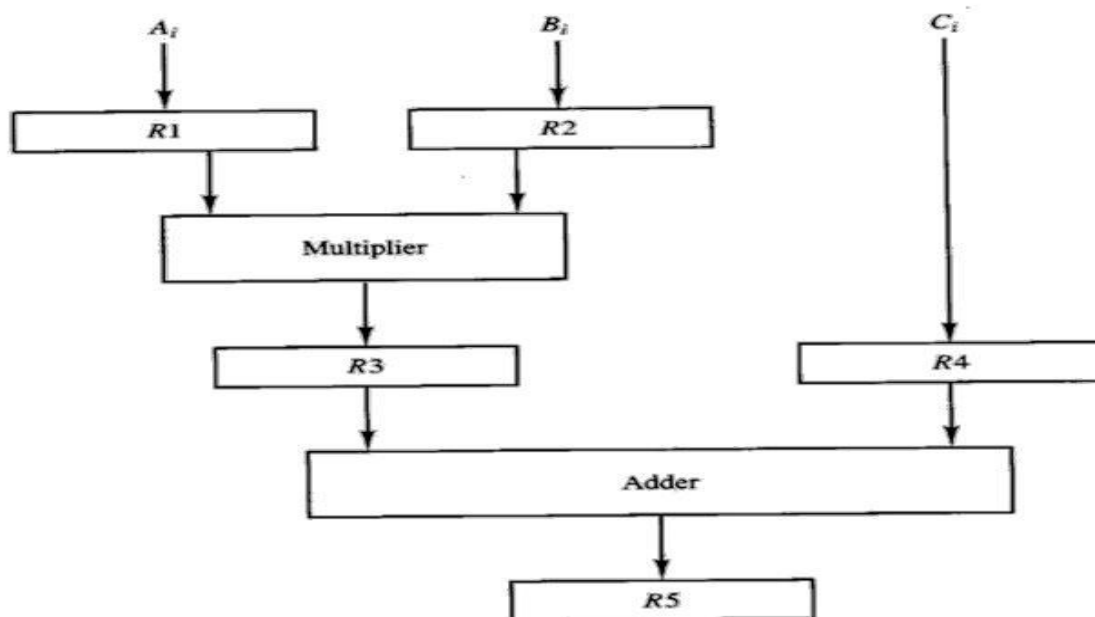 Aᵢ Bᵢ Cᵢ
R1 R2
Multiplier
R3 R4
Adder
R5